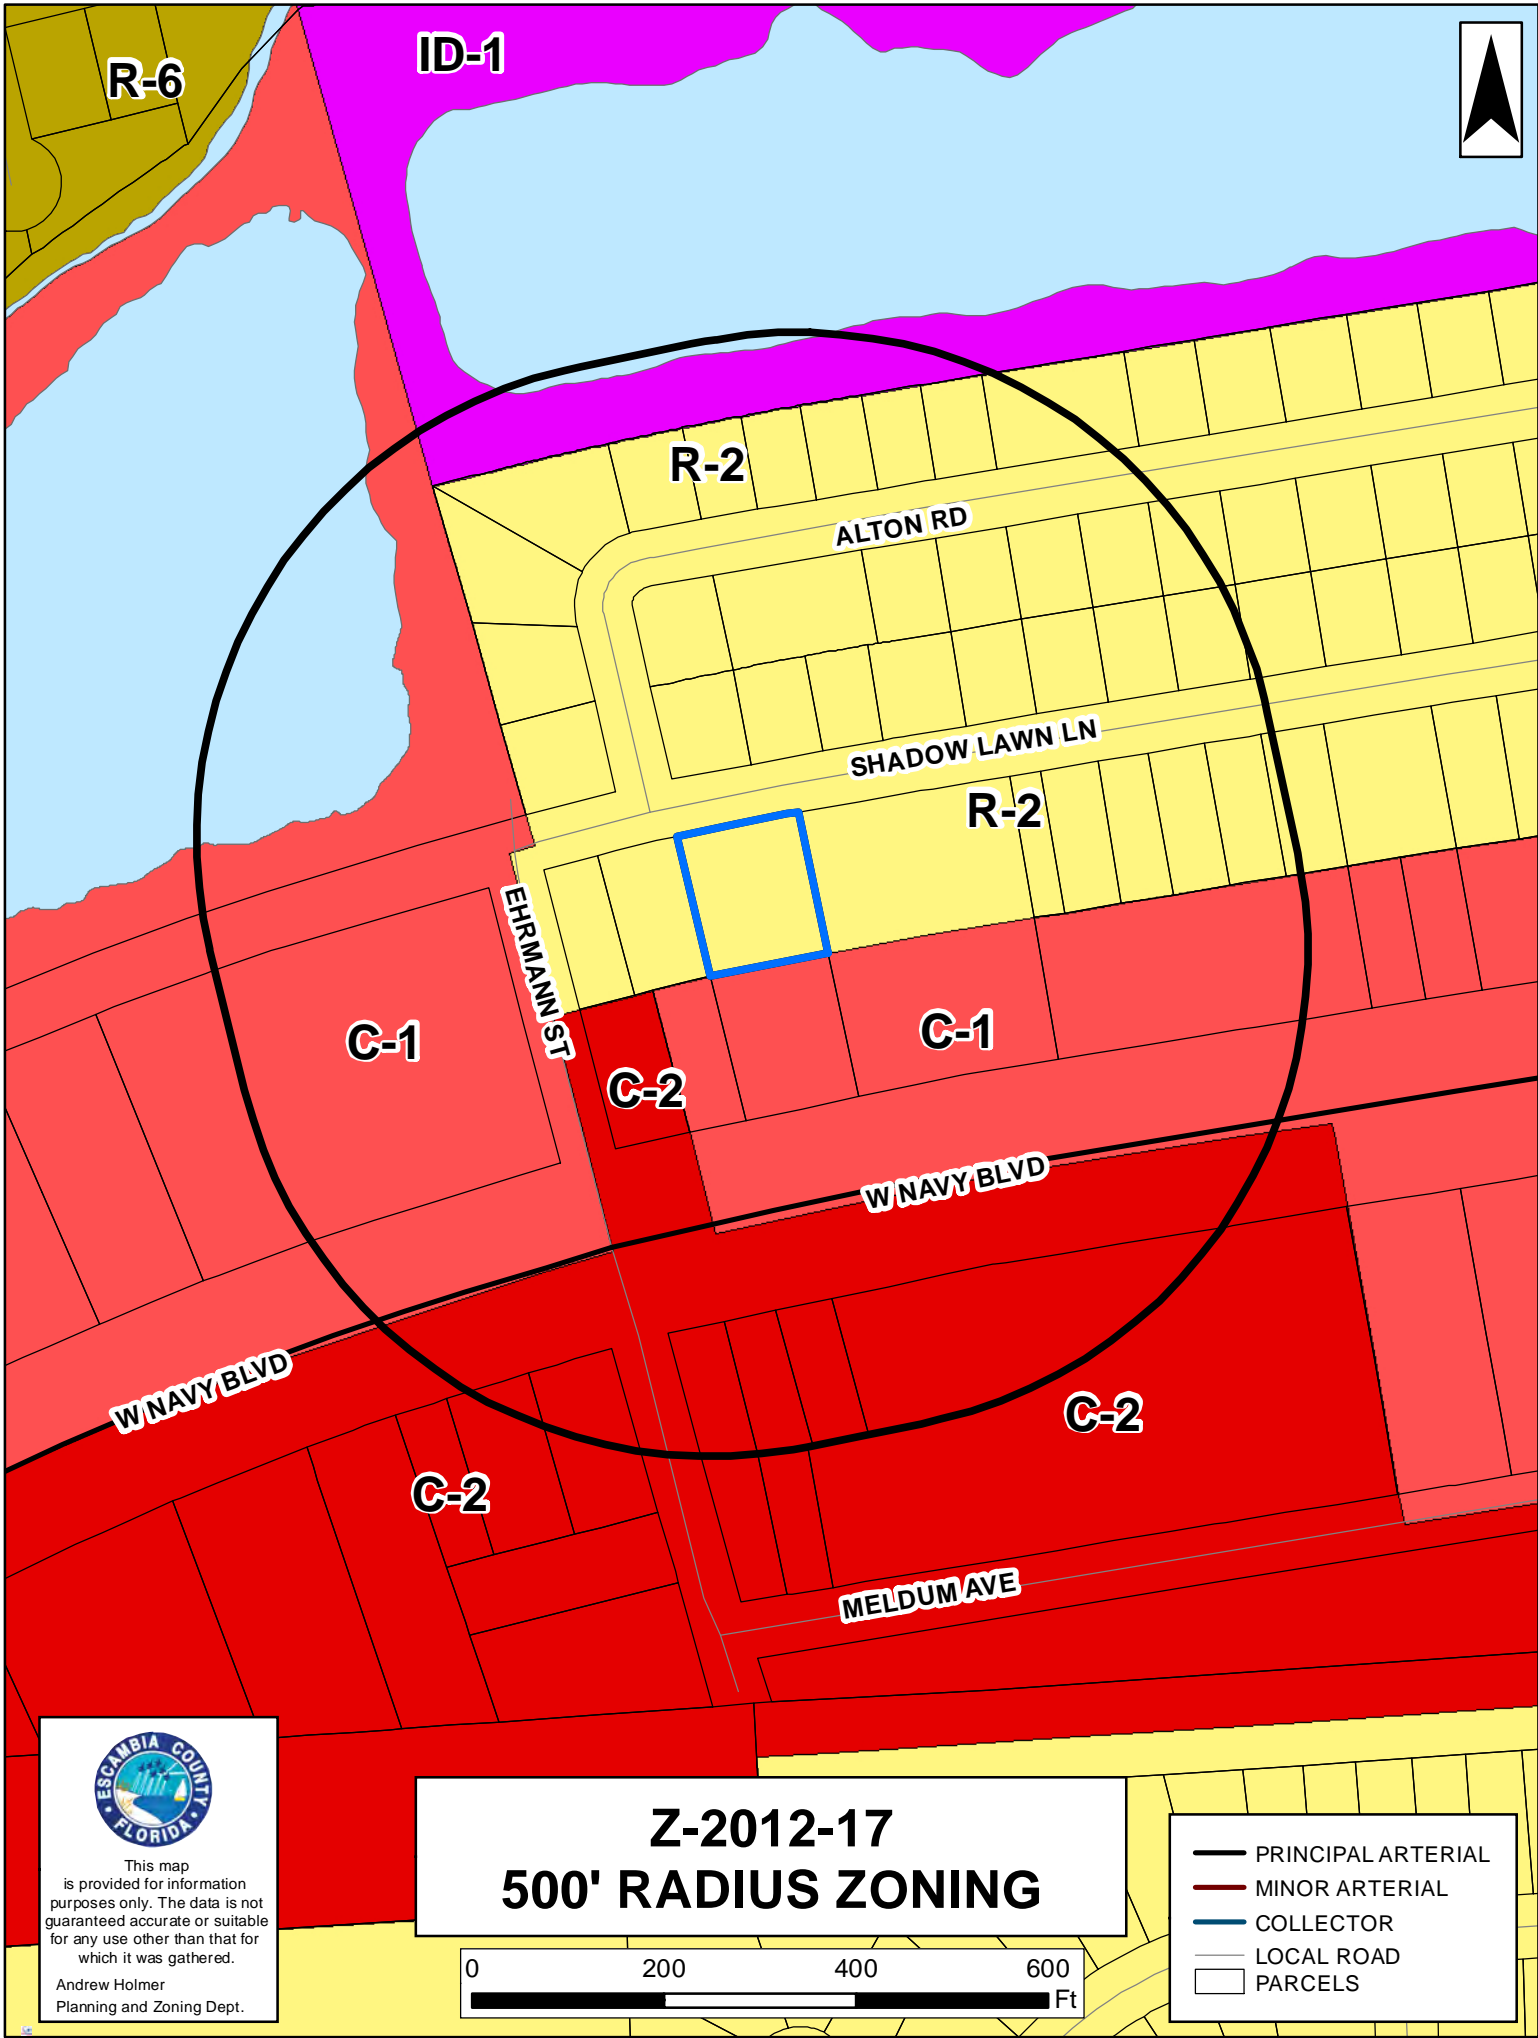 ID-1
R-6
R-2
ALTON RD
SHADOW LAWN LN
R-2
EHRMANN ST
C-1
C-1
C-2
W NAVY BLVD
W NAVY BLVD
C-2
C-2
MELDUM AVE
ESCAMBIA COUNTY
FLORIDA
This map
is provided for information
purposes only. The data is not
guaranteed accurate or suitable
for any use other than that for
which it was gathered.
Andrew Holmer
Planning and Zoning Dept.
Z-2012-17
500' RADIUS ZONING
0 200 400 600
Ft
PRINCIPAL ARTERIAL
MINOR ARTERIAL
COLLECTOR
LOCAL ROAD
PARCELS